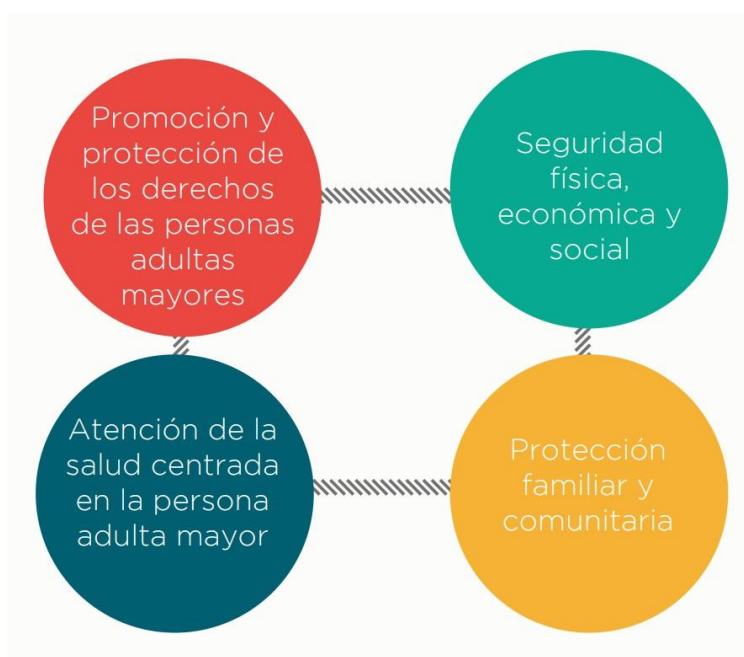 Promoción y
protección de
los derechos
de las personas
adultas
mayores
Seguridad
física,
económica y
social
Atención de la
salud centrada
en la persona
adulta mayor
Protección
familiar y
comunitaria